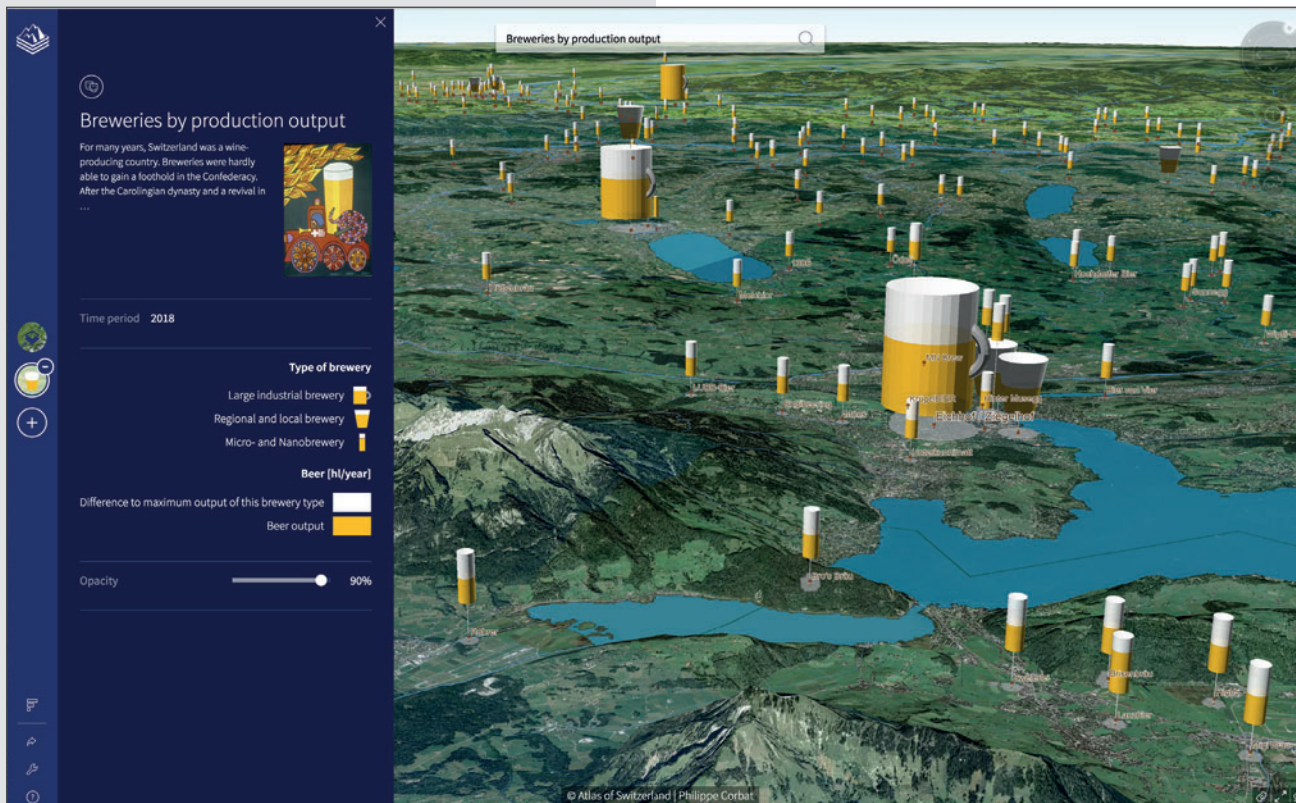 Breweries by production output
Breweries by production output
For many years, Switzerland was a wine-
producing country. Breweries were hardly
able to gain a foothold in the Confederacy.
After the Carolingian dynasty and a revival in
...
Time period 2018
Type of brewery
Large industrial brewery
Regional and local brewery
Micro- and Nanobrewery
Beer [hl/year]
Difference to maximum output of this brewery type
Beer output
Opacity 90%
Hochdorfer Bier
Eichhof / Ziegelhof
© Atlas of Switzerland | Philippe Corbat